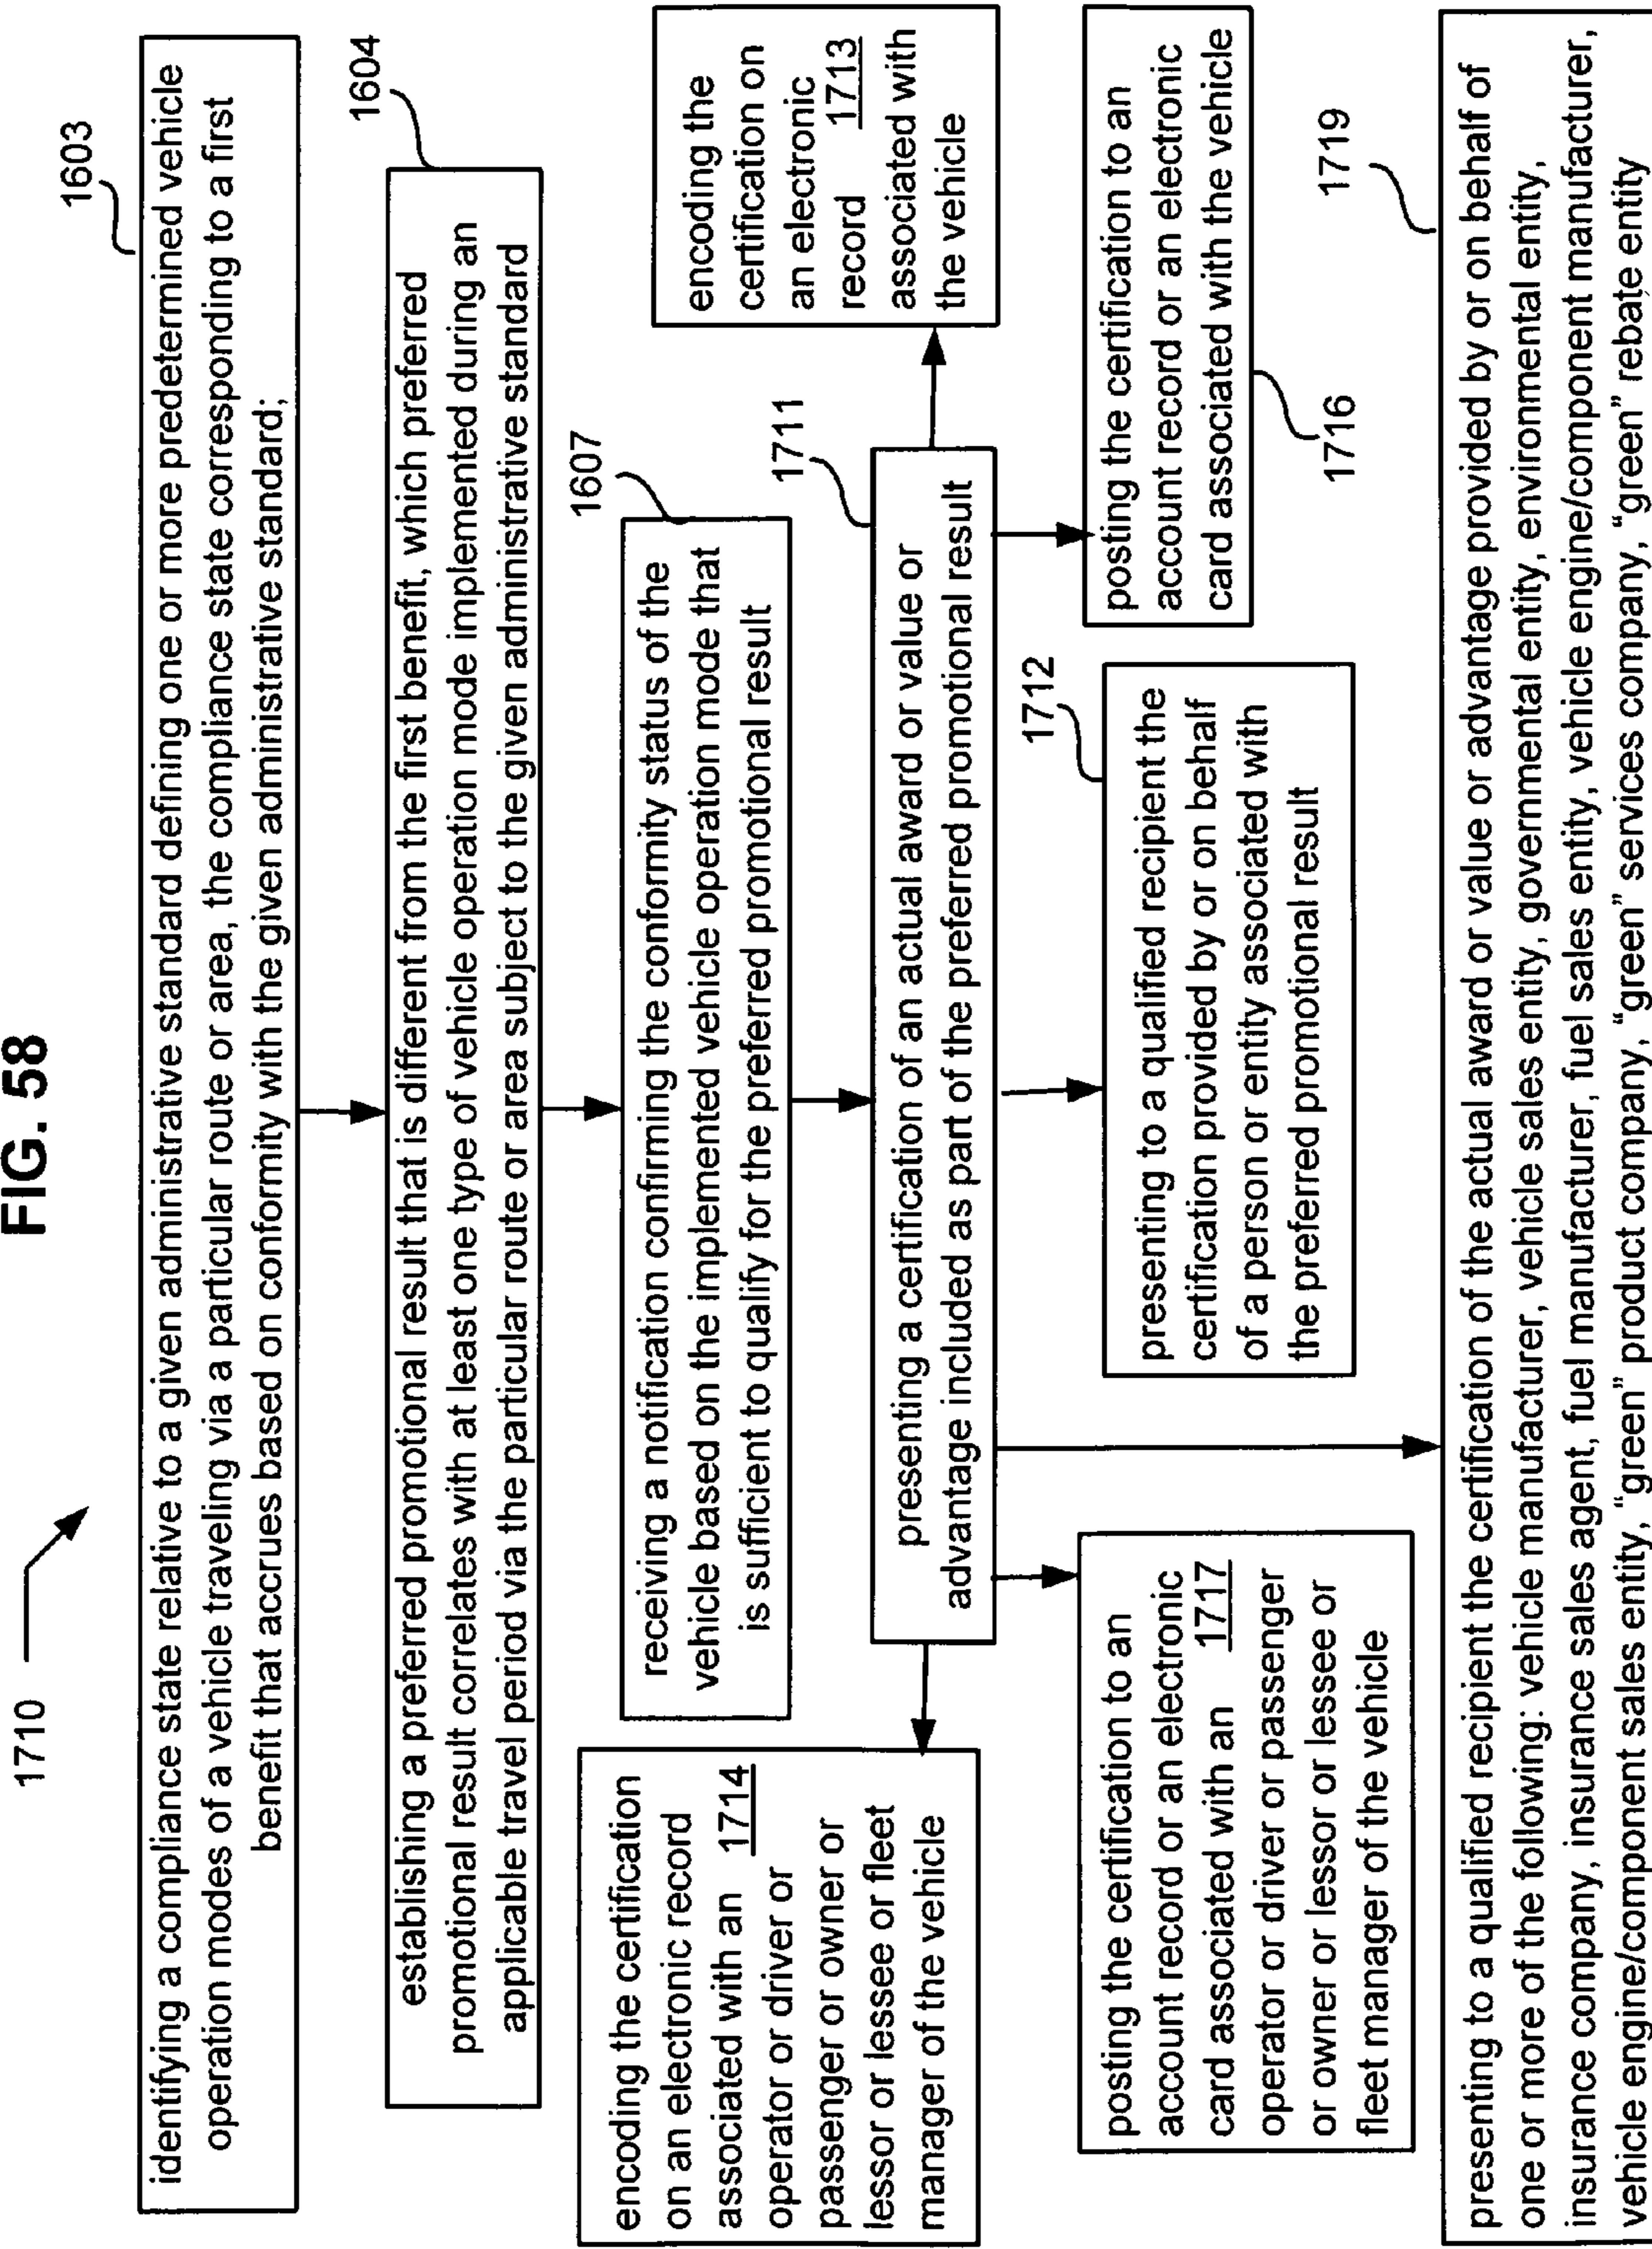 FIG. 58
1710
1603
identifying a compliance state relative to a given administrative standard defining one or more predetermined vehicle
operation modes of a vehicle traveling via a particular route or area, the compliance state corresponding to a first
benefit that accrues based on conformity with the given administrative standard;
1604
establishing a preferred promotional result that is different from the first benefit, which preferred
promotional result correlates with at least one type of vehicle operation mode implemented during an
applicable travel period via the particular route or area subject to the given administrative standard
1607
receiving a notification confirming the conformity status of the
vehicle based on the implemented vehicle operation mode that
is sufficient to qualify for the preferred promotional result
1711
presenting a certification of an actual award or value or
advantage included as part of the preferred promotional result
encoding the certification
on an electronic record
associated with an 1714
operator or driver or
passenger or owner or
lessor or lessee or fleet
manager of the vehicle
encoding the
certification on
an electronic
record 1713
associated with
the vehicle
posting the certification to an
account record or an electronic
card associated with an 1717
operator or driver or passenger
or owner or lessor or lessee or
fleet manager of the vehicle
1712
presenting to a qualified recipient the
certification provided by or on behalf
of a person or entity associated with
the preferred promotional result
posting the certification to an
account record or an electronic
card associated with the vehicle
1716
1719
presenting to a qualified recipient the certification of the actual award or value or advantage provided by or on behalf of
one or more of the following: vehicle manufacturer, vehicle sales entity, governmental entity, environmental entity,
insurance company, insurance sales agent, fuel manufacturer, fuel sales entity, vehicle engine/component manufacturer,
vehicle engine/component sales entity, “green” product company, “green” services company, “green” rebate entity